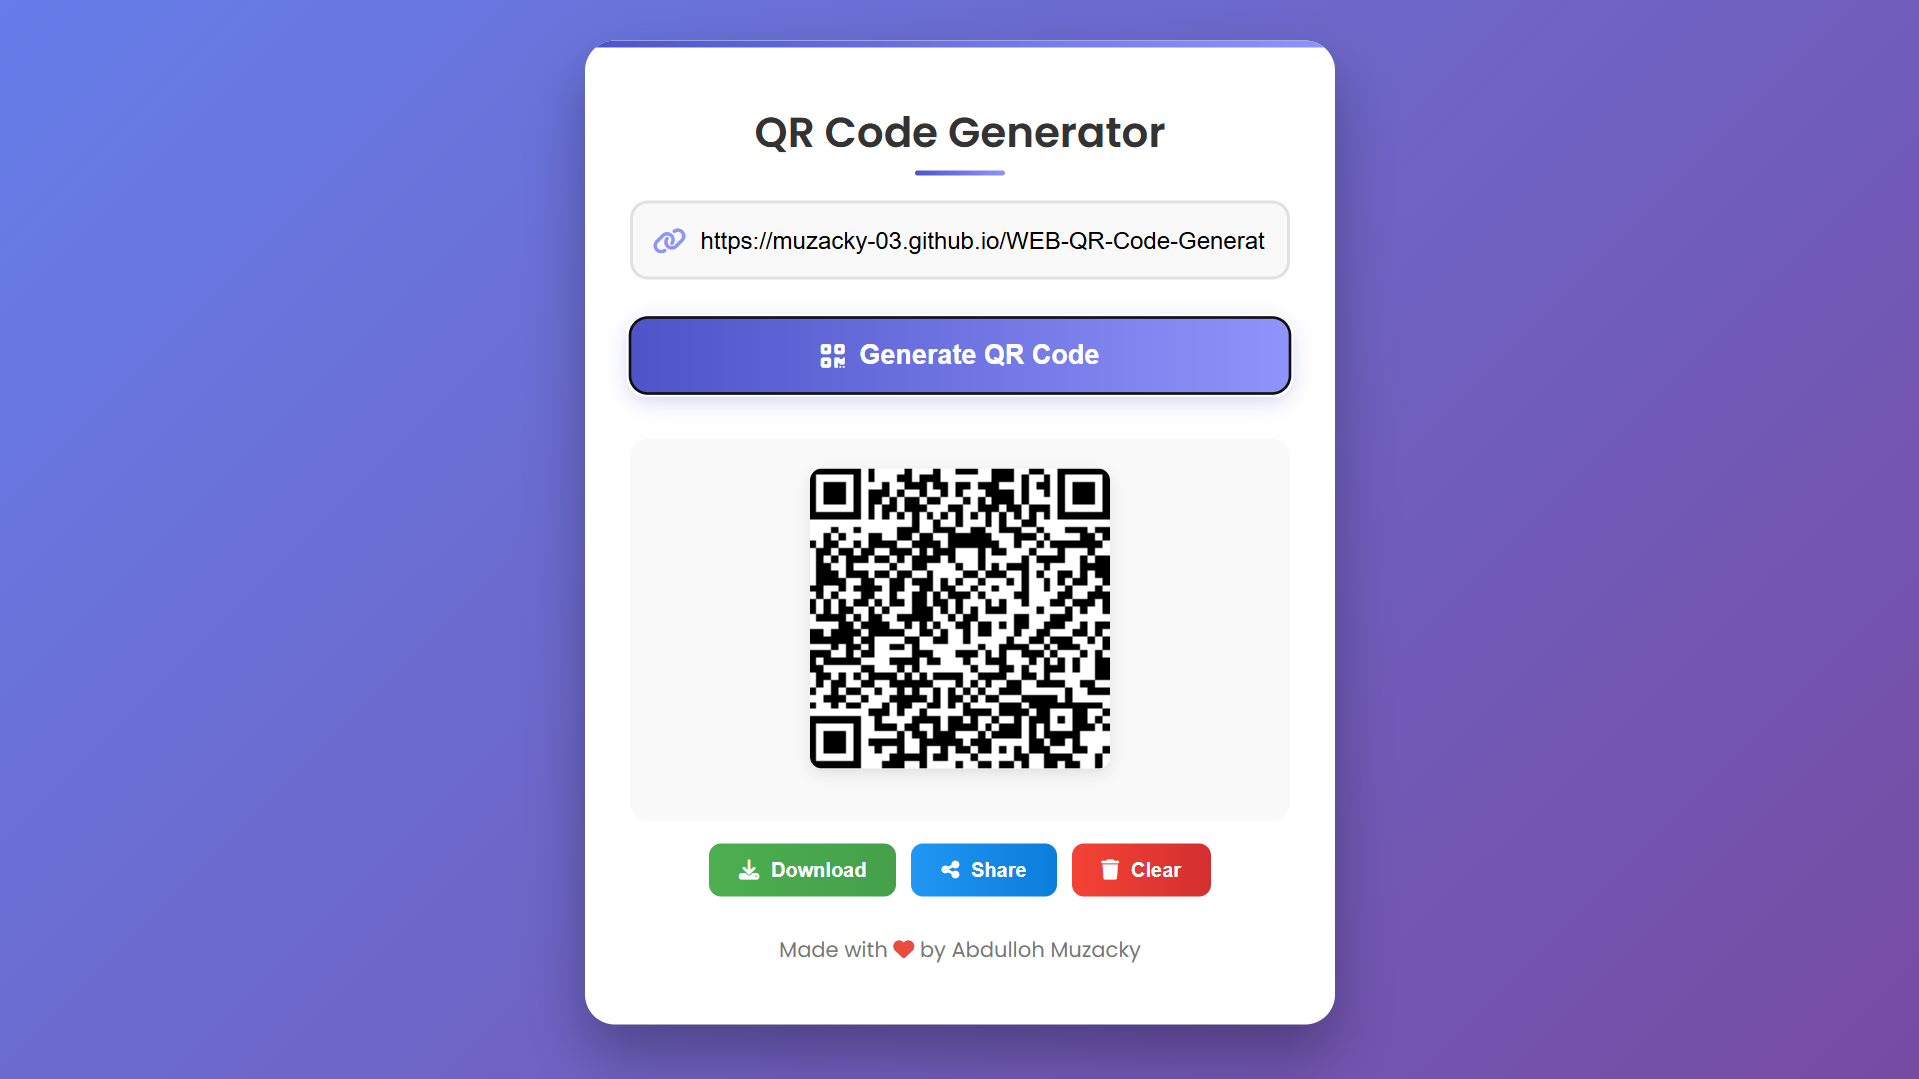 QR Code Generator
https://muzacky-03.github.io/WEB-QR-Code-Generat
Generate QR Code
Download
Share
Clear
Made with ❤ by Abdulloh Muzacky